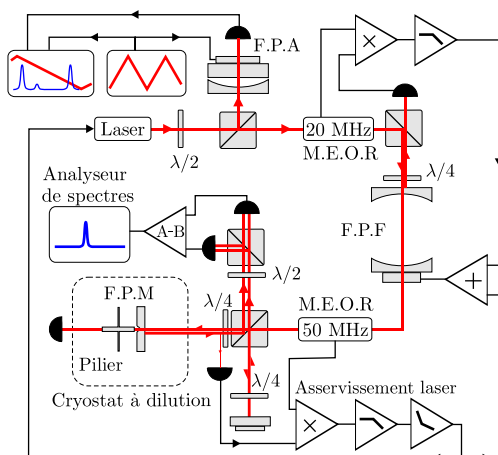 F.P.A
×
Laser
λ/2
20 MHz
M.E.O.R
λ/4
Analyseur
de spectres
A-B
F.P.F
λ/2
+
F.P.M
λ/4
M.E.O.R
50 MHz
Pilier
Cryostat à dilution
λ/4
Asservissement laser
×